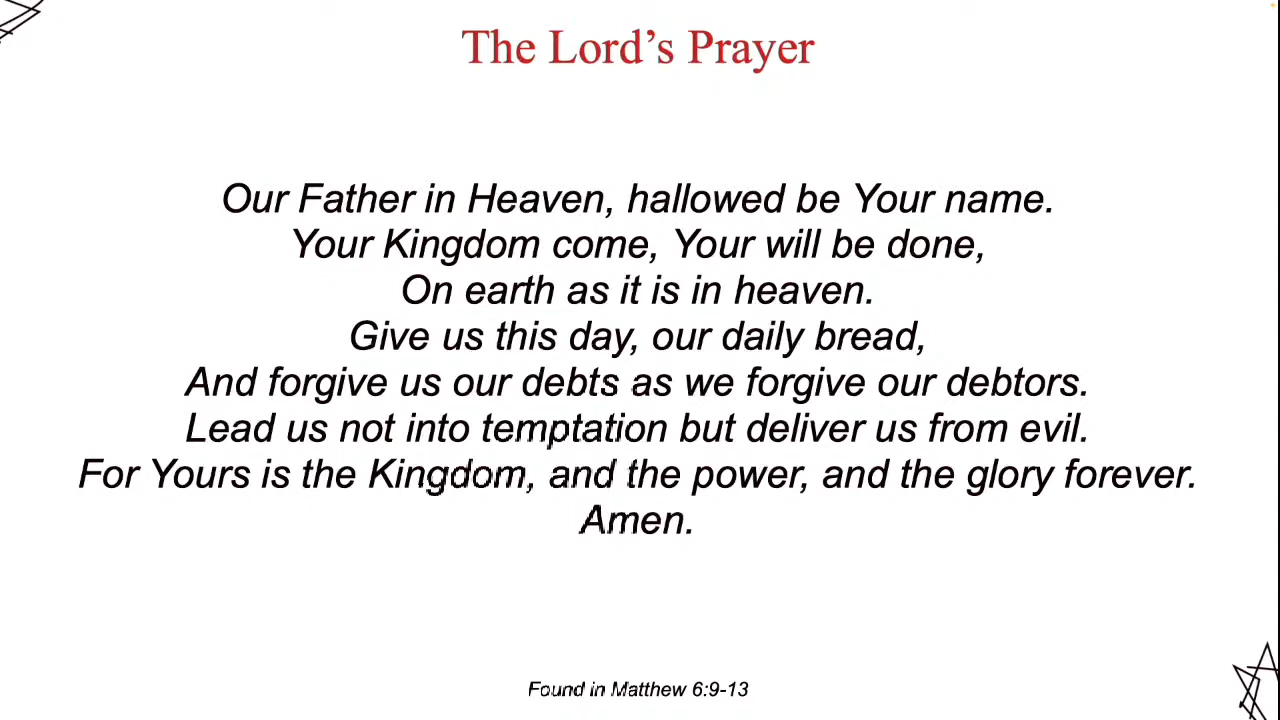 The Lord’s Prayer
Our Father in Heaven, hallowed be Your name.
Your Kingdom come, Your will be done,
On earth as it is in heaven.
Give us this day, our daily bread,
And forgive us our debts as we forgive our debtors.
Lead us not into temptation but deliver us from evil.
For Yours is the Kingdom, and the power, and the glory forever.
Amen.
Found in Matthew 6:9-13